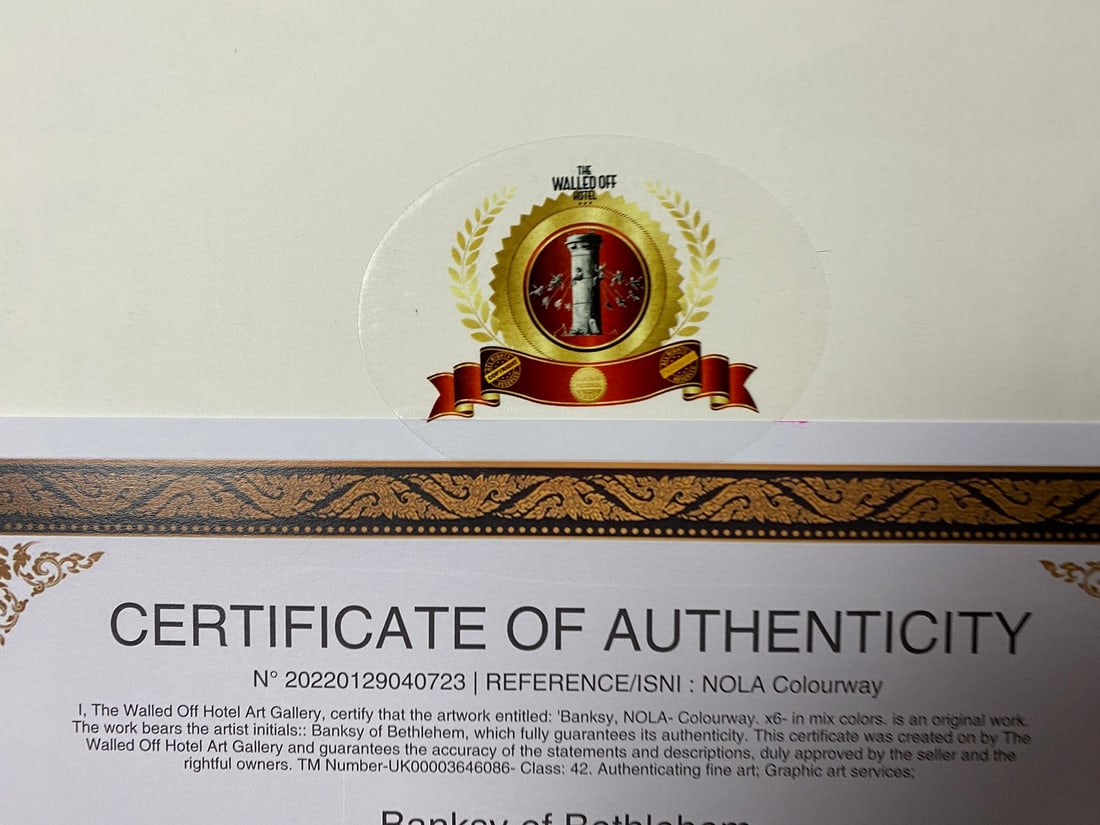 THE
WALLED OFF
HOTEL
CERTIFICATE OF AUTHENTICITY
N° 20220129040723 | REFERENCE/ISNI : NOLA Colourway
I, The Walled Off Hotel Art Gallery, certify that the artwork entitled: 'Banksy, NOLA- Colourway. x6- in mix colors. is an original work.
The work bears the artist initials:: Banksy of Bethlehem, which fully guarantees its authenticity. This certificate was created on by The
Walled Off Hotel Art Gallery and guarantees the accuracy of the statements and descriptions, duly approved by the seller and the
rightful owners. TM Number-UK00003646086- Class: 42. Authenticating fine art; Graphic art services;
Banksy of Bethlehem